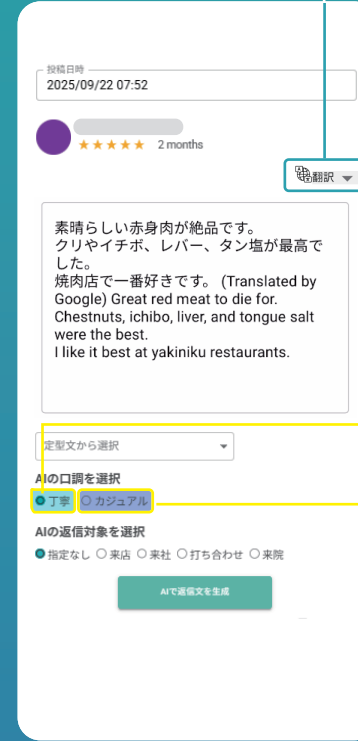 投稿日時
2025/09/22 07:52
★★★★★ 2 months
翻訳
素晴らしい赤身肉が絶品です。
クリやイチボ、レバー、タン塩が最高で
した。
焼肉店で一番好きです。 (Translated by
Google) Great red meat to die for.
Chestnuts, ichibo, liver, and tongue salt
were the best.
I like it best at yakiniku restaurants.
定型文から選択
AIの口調を選択
丁寧 カジュアル
AIの返信対象を選択
指定なし 来店 来社 打ち合わせ 来院
AIで返信文を生成